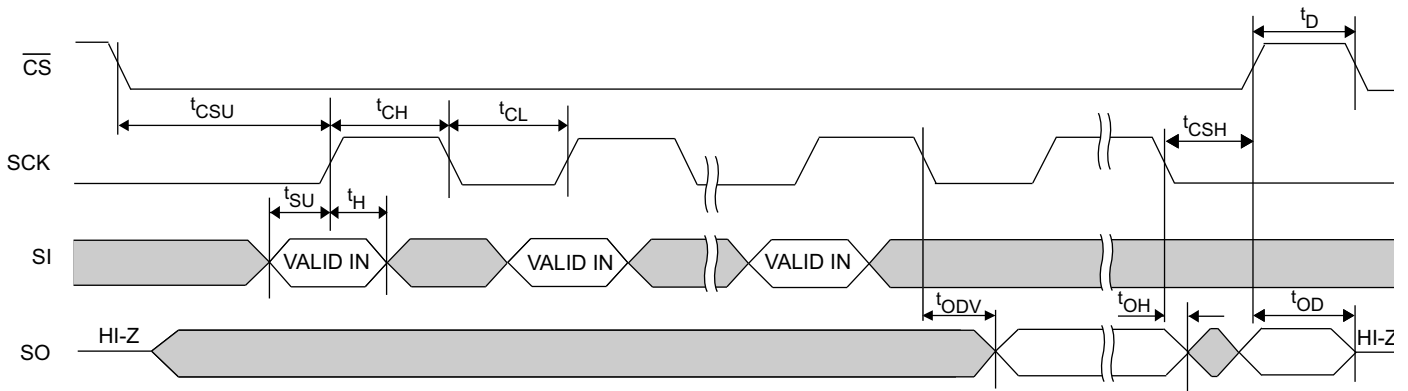 tD
CS
tCSU
tCH
tCL
tCSH
SCK
tSU
tH
SI
VALID IN
VALID IN
VALID IN
tODV
tOH
tOD
HI-Z
HI-Z
SO